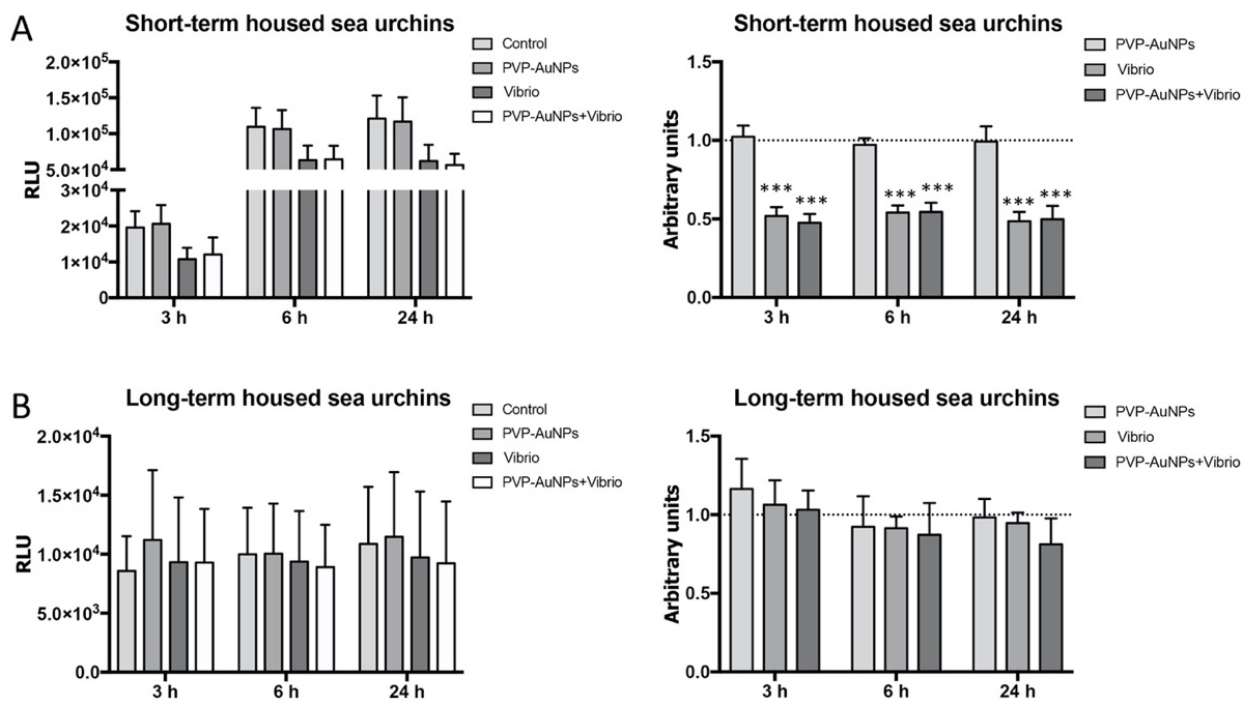 A
Short-term housed sea urchins
Control
PVP-AuNPs
Vibrio
PVP-AuNPs+Vibrio
RLU
2.0×10⁵
1.5×10⁵
1.0×10⁵
5.0×10⁴
3×10⁴
2×10⁴
1×10⁴
0
3 h
6 h
24 h
Short-term housed sea urchins
PVP-AuNPs
Vibrio
PVP-AuNPs+Vibrio
Arbitrary units
1.5
1.0
0.5
0.0
*** ***
*** ***
*** ***
3 h
6 h
24 h
B
Long-term housed sea urchins
Control
PVP-AuNPs
Vibrio
PVP-AuNPs+Vibrio
RLU
2.0×10⁴
1.5×10⁴
1.0×10⁴
5.0×10³
0.0
3 h
6 h
24 h
Long-term housed sea urchins
PVP-AuNPs
Vibrio
PVP-AuNPs+Vibrio
Arbitrary units
1.5
1.0
0.5
0.0
3 h
6 h
24 h